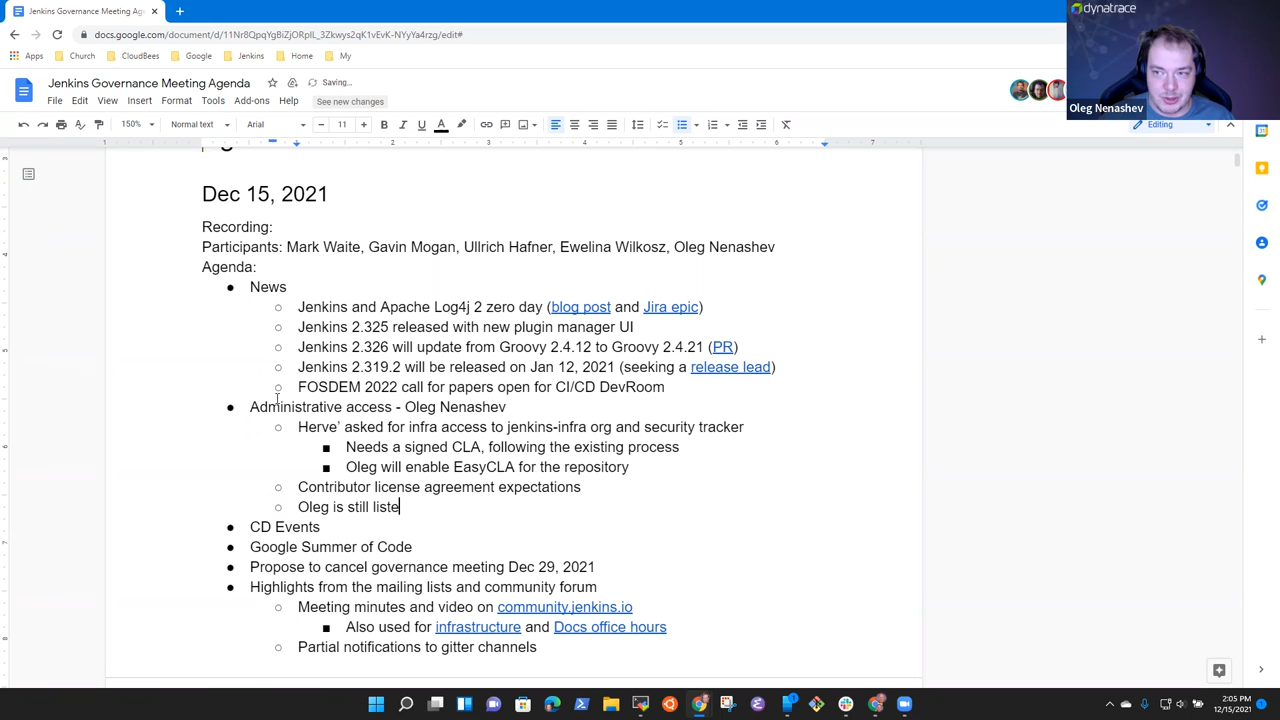 Jenkins Governance Meeting Ag
docs.google.com/document/d/11Nr8QpqYgBiZjORpIL_3Zkwys2qK1vEvK-NYyYa4rzg/edit#
Apps Church CloudBees Google Jenkins Home My
dynatrace
Oleg Nenashev
Jenkins Governance Meeting Agenda
Saving...
File Edit View Insert Format Tools Add-ons Help
See new changes
150% Normal text Arial 11
Editing
1 2 3 4 5 6 7
Dec 15, 2021
Recording:
Participants: Mark Waite, Gavin Mogan, Ullrich Hafner, Ewelina Wilkosz, Oleg Nenashev
Agenda:
● News
○ Jenkins and Apache Log4j 2 zero day (blog post and Jira epic)
○ Jenkins 2.325 released with new plugin manager UI
○ Jenkins 2.326 will update from Groovy 2.4.12 to Groovy 2.4.21 (PR)
○ Jenkins 2.319.2 will be released on Jan 12, 2021 (seeking a release lead)
○ FOSDEM 2022 call for papers open for CI/CD DevRoom
● Administrative access - Oleg Nenashev
○ Herve’ asked for infra access to jenkins-infra org and security tracker
■ Needs a signed CLA, following the existing process
■ Oleg will enable EasyCLA for the repository
○ Contributor license agreement expectations
○ Oleg is still liste
● CD Events
● Google Summer of Code
● Propose to cancel governance meeting Dec 29, 2021
● Highlights from the mailing lists and community forum
○ Meeting minutes and video on community.jenkins.io
■ Also used for infrastructure and Docs office hours
○ Partial notifications to gitter channels
2:05 PM
12/15/2021